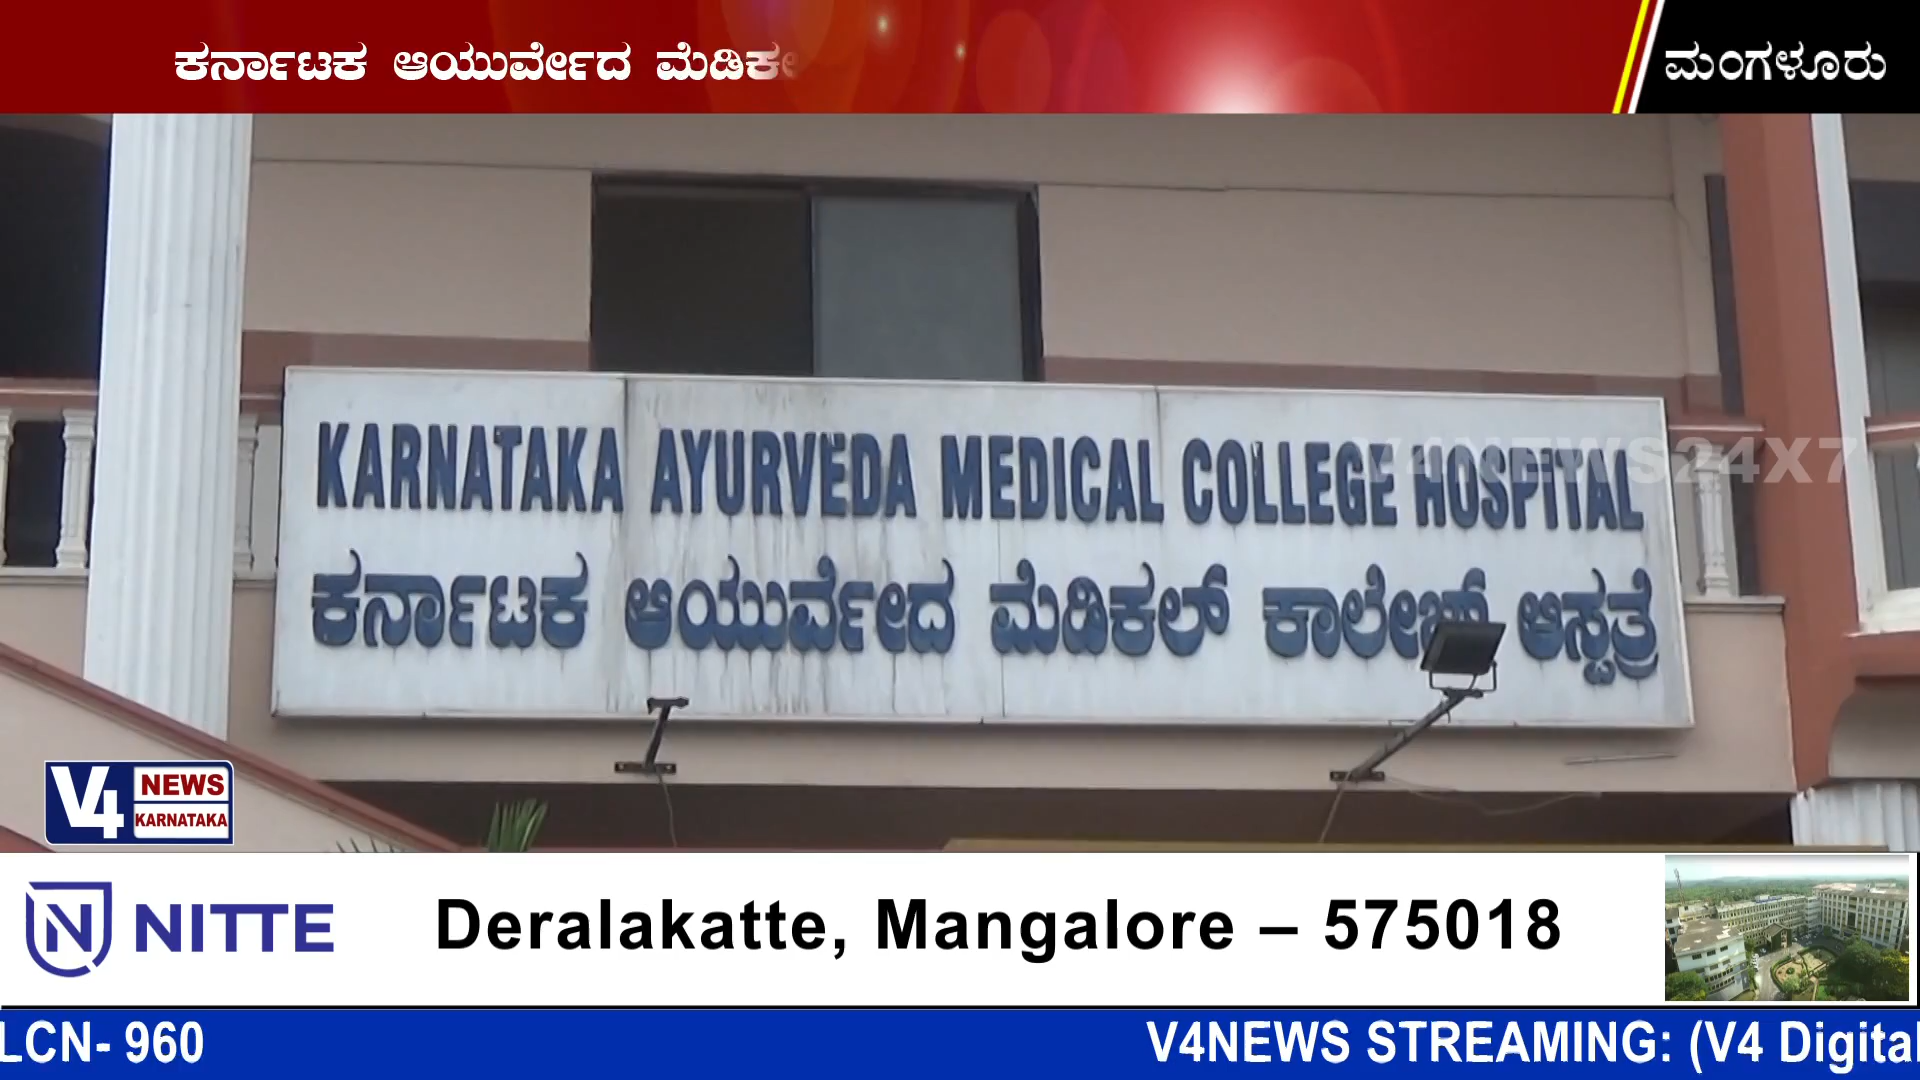 ಕರ್ನಾಟಕ ಆಯುರ್ವೇದ ಮೆಡಿಕ
ಮಂಗಳೂರು
KARNATAKA AYURVEDA MEDICAL COLLEGE HOSPITAL
V4NEWS24X7
ಕರ್ನಾಟಕ ಆಯುರ್ವೇದ ಮೆಡಿಕಲ್ ಕಾಲೇಜ್ ಆಸ್ಪತ್ರೆ
V4 NEWS
KARNATAKA
NITTE
Deralakatte, Mangalore – 575018
LCN- 960
V4NEWS STREAMING: (V4 Digital